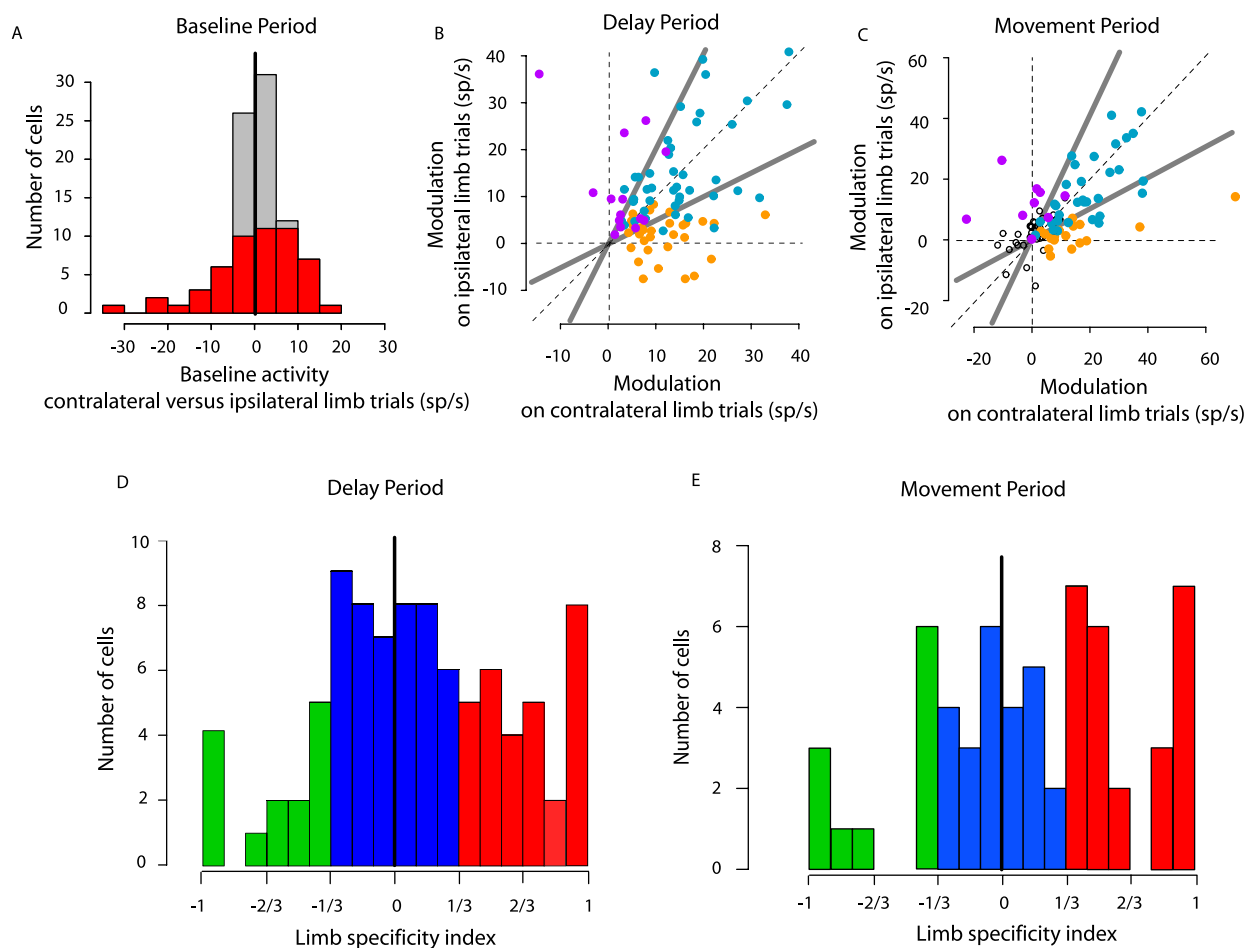 A
Baseline Period
Number of cells
30
25
20
15
10
5
0
-30
-20
-10
0
10
20
30
Baseline activity
contralateral versus ipsilateral limb trials (sp/s)
B
Delay Period
Modulation
on ipsilateral limb trials (sp/s)
40
30
20
10
0
-10
-10
0
10
20
30
40
Modulation
on contralateral limb trials (sp/s)
C
Movement Period
Modulation
on ipsilateral limb trials (sp/s)
60
40
20
0
-20
-20
0
20
40
60
Modulation
on contralateral limb trials (sp/s)
D
Delay Period
Number of cells
10
8
6
4
2
0
-1
-2/3
-1/3
0
1/3
2/3
1
Limb specificity index
E
Movement Period
Number of cells
8
6
4
2
0
-1
-2/3
-1/3
0
1/3
2/3
1
Limb specificity index